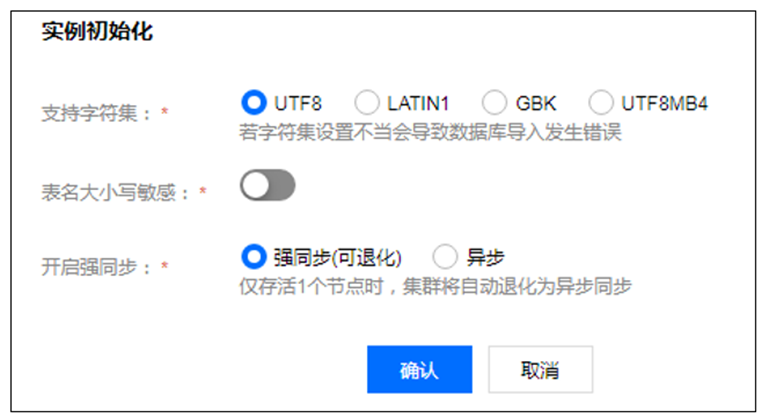 实例初始化
支持字符集： * UTF8 LATIN1 GBK UTF8MB4
若字符集设置不当会导致数据库导入发生错误
表名大小写敏感： *
开启强同步： * 强同步(可退化) 异步
仅存活1个节点时，集群将自动退化为异步同步
确认 取消